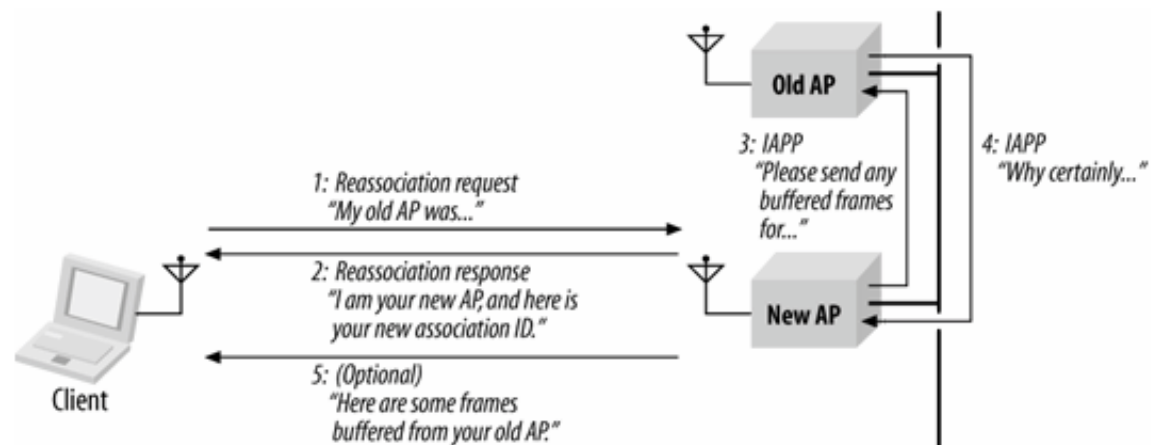 Old AP
3: IAPP
"Please send any
buffered frames
for..."
4: IAPP
"Why certainly..."
1: Reassociation request
"My old AP was..."
2: Reassociation response
"I am your new AP, and here is
your new association ID."
New AP
5: (Optional)
"Here are some frames
buffered from your old AP."
Client